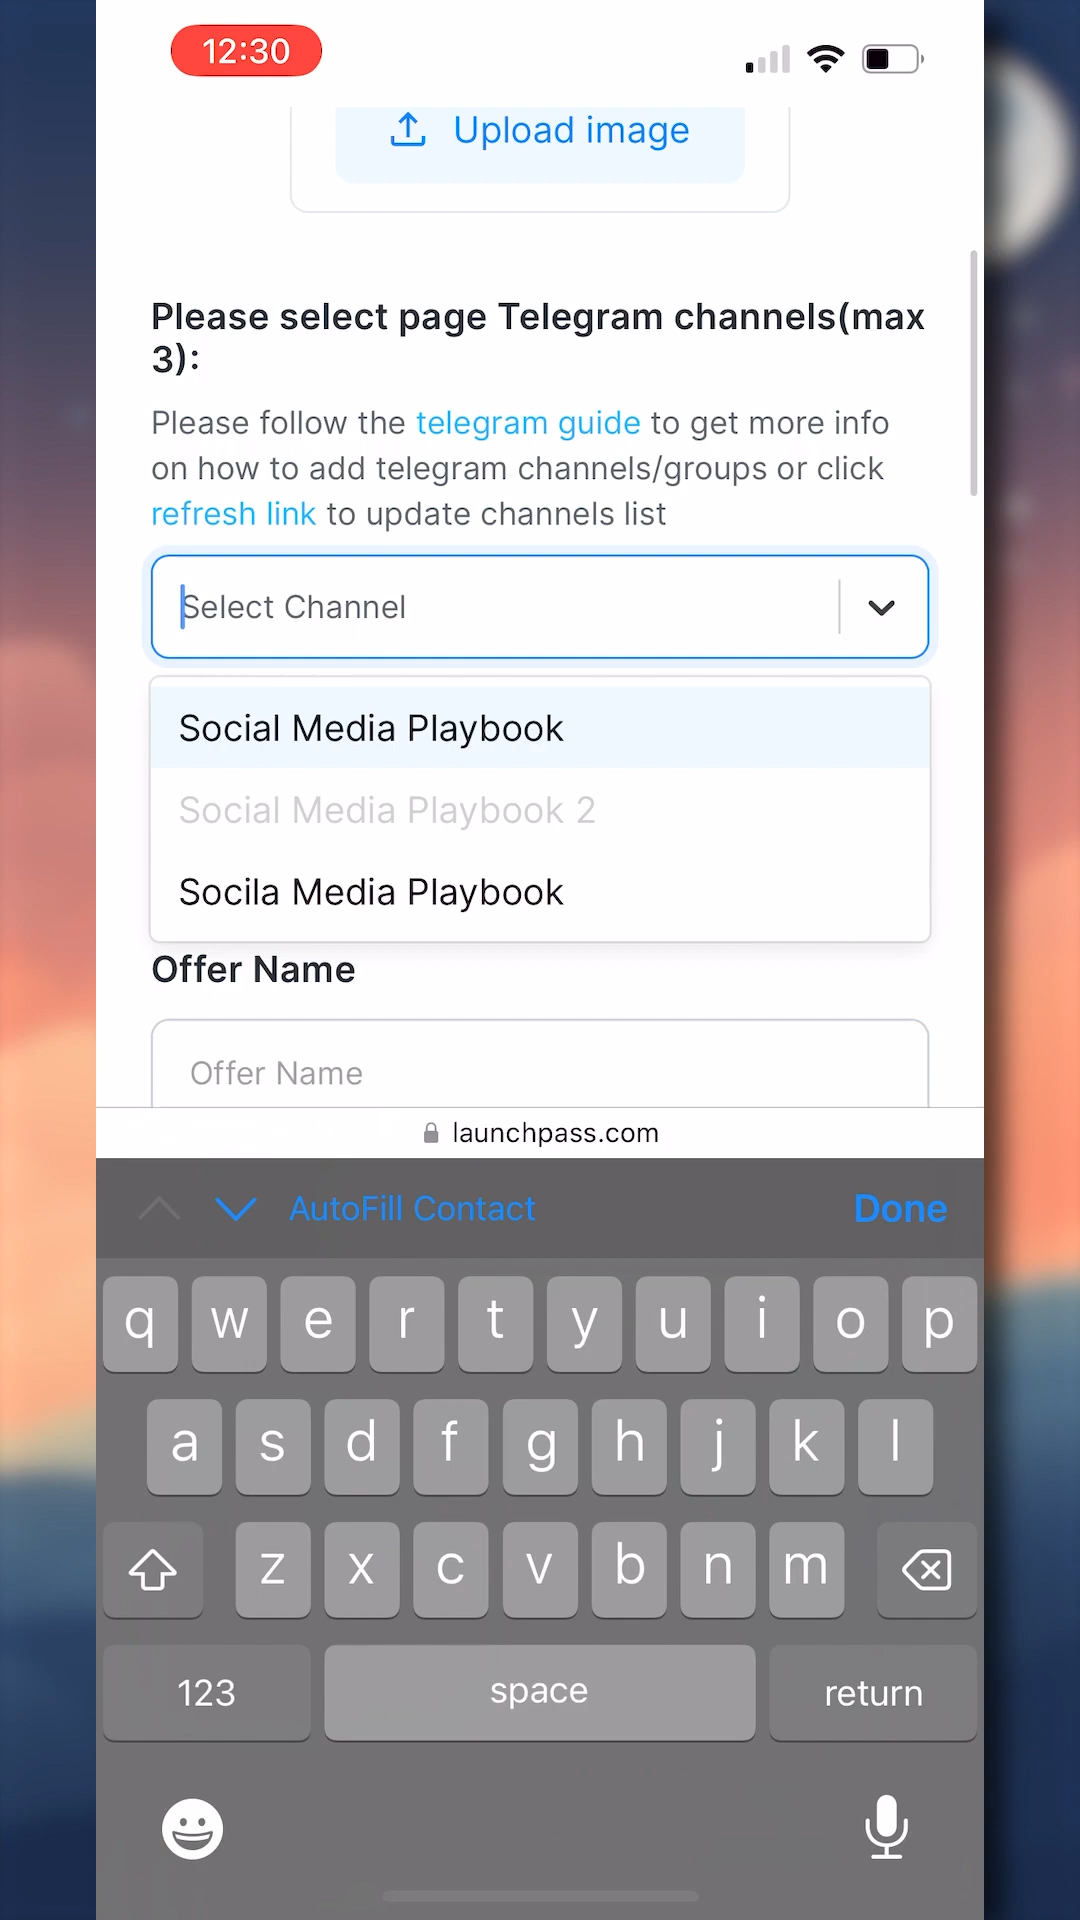 12:30
Upload image
Please select page Telegram channels(max
3):
Please follow the telegram guide to get more info
on how to add telegram channels/groups or click
refresh link to update channels list
Select Channel
Social Media Playbook
Social Media Playbook 2
Socila Media Playbook
Offer Name
Offer Name
launchpass.com
AutoFill Contact Done
q w e r t y u i o p
a s d f g h j k l
z x c v b n m
123 space return